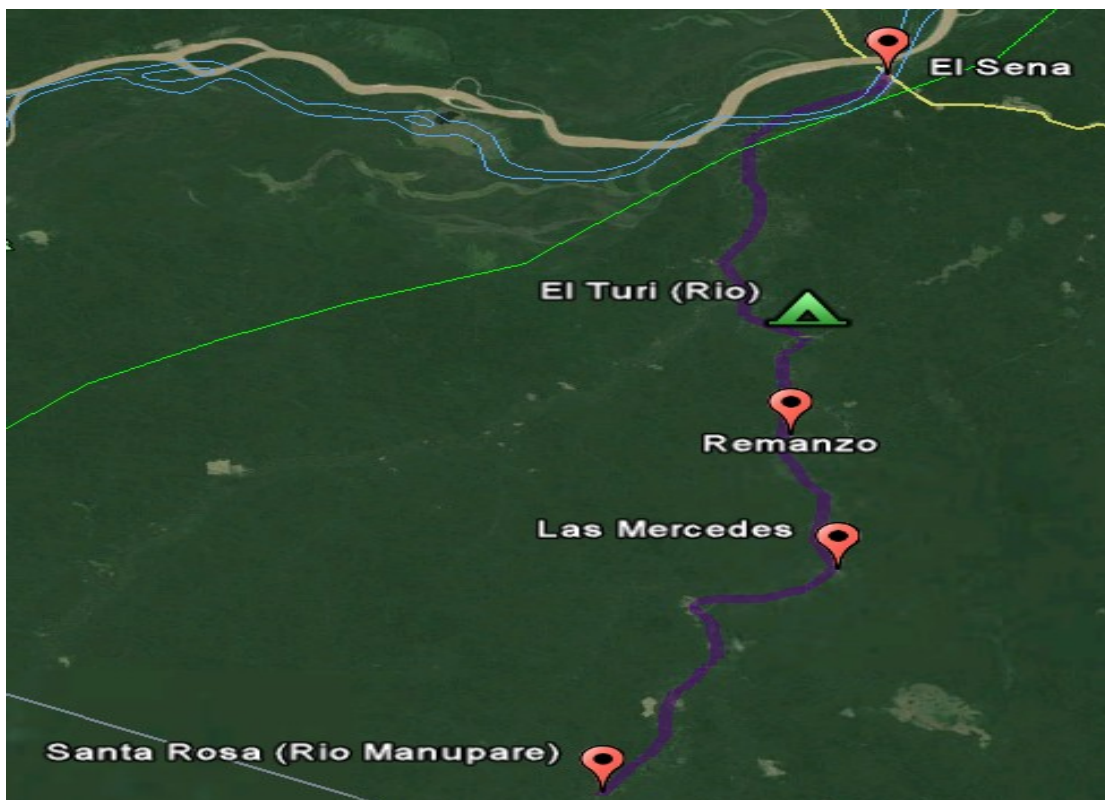 El Sena
El Turi (Rio)
Remanzo
Las Mercedes
Santa Rosa (Rio Manupare)